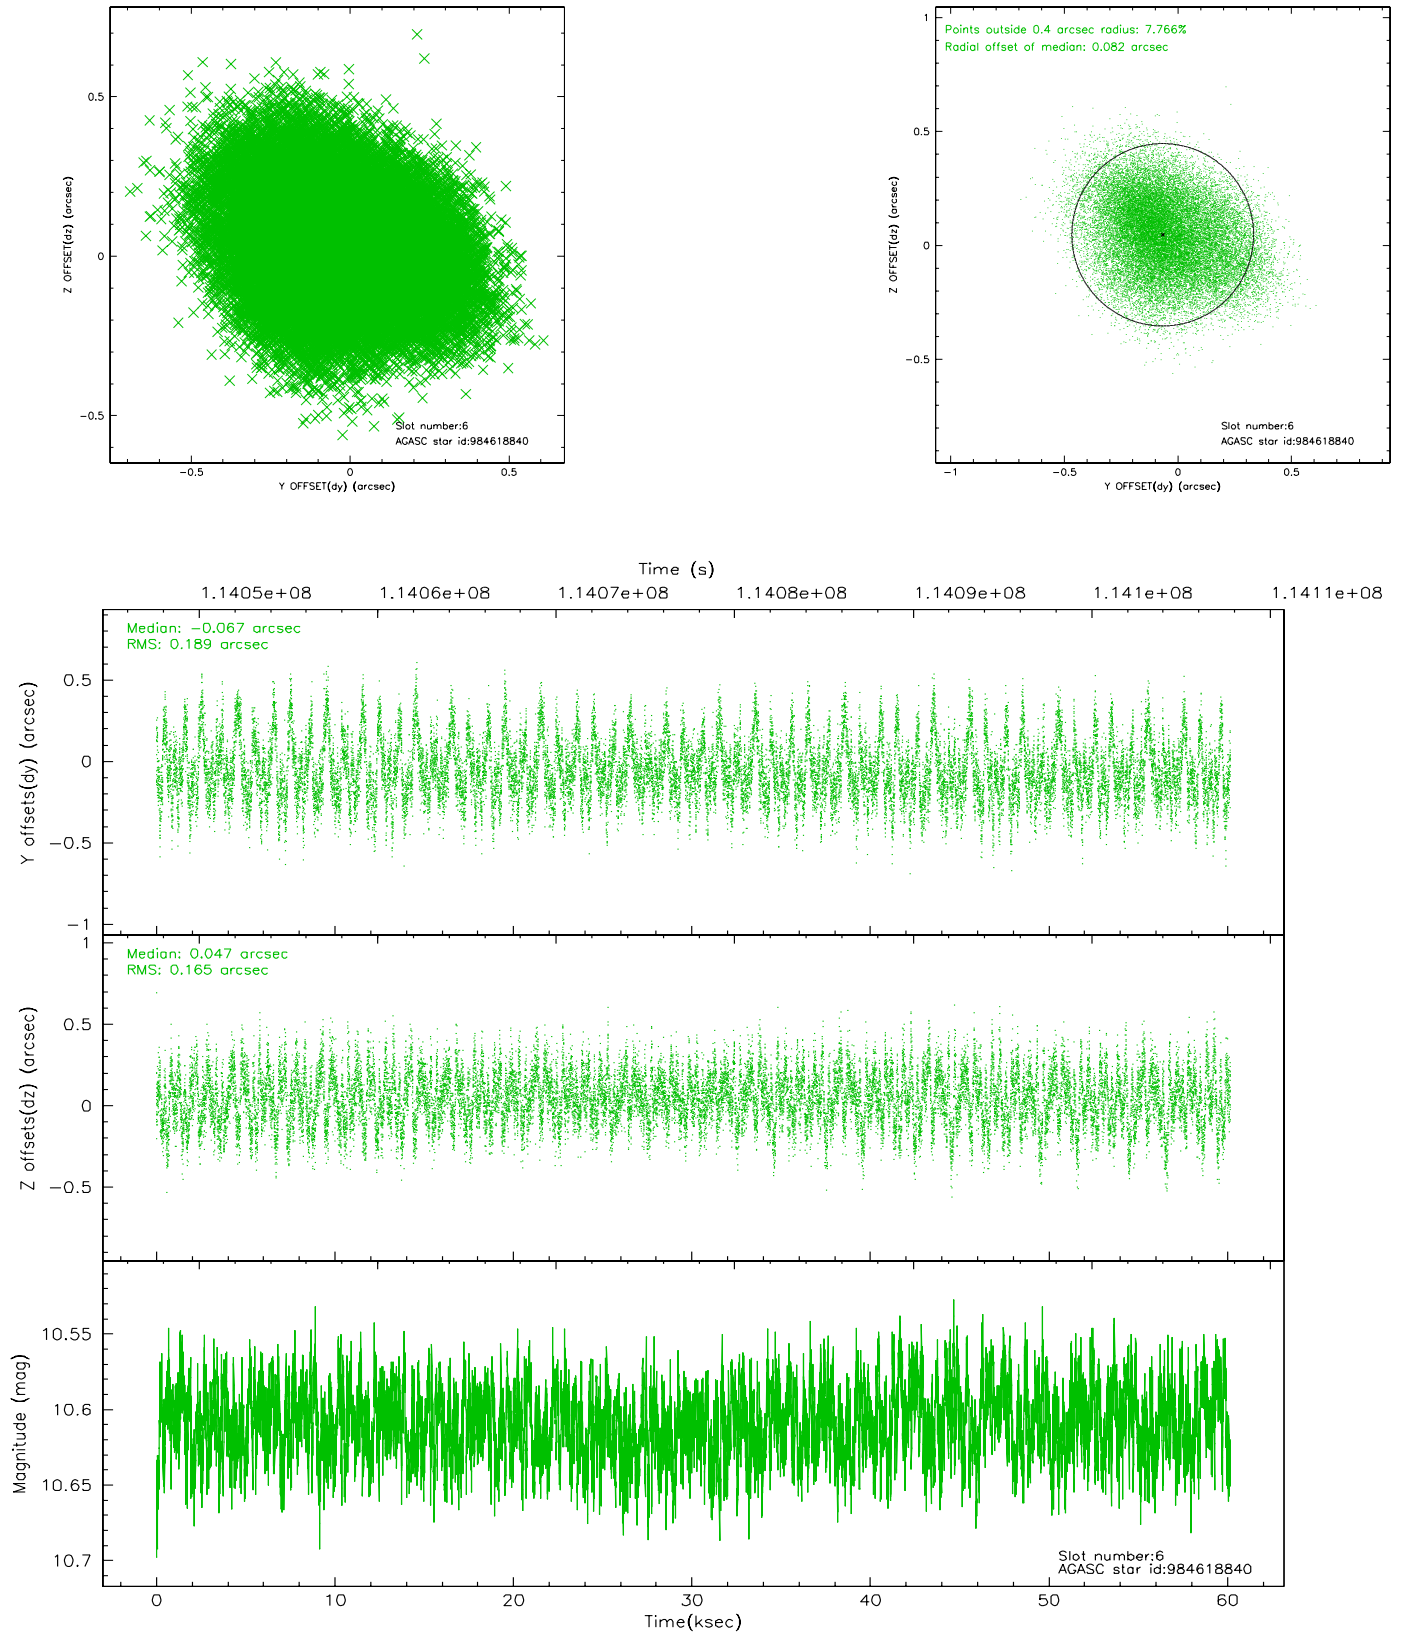 0.5
0
-0.5
Z OFFSET(dz) (arcsec)
Slot number:6
AGASC star id:984618840
-0.5 0 0.5
Y OFFSET(dy) (arcsec)
Points outside 0.4 arcsec radius: 7.766%
Radial offset of median: 0.082 arcsec
1
0.5
0
-0.5
Z OFFSET(dz) (arcsec)
Slot number:6
AGASC star id:984618840
-1 -0.5 0 0.5
Y OFFSET(dy) (arcsec)
Time (s)
1.1405e+08 1.1406e+08 1.1407e+08 1.1408e+08 1.1409e+08 1.141e+08 1.1411e+08
Median: -0.067 arcsec
RMS: 0.189 arcsec
0.5
0
-0.5
-1
Y offsets(dy) (arcsec)
Median: 0.047 arcsec
RMS: 0.165 arcsec
1
0.5
0
-0.5
Z offsets(dz) (arcsec)
10.55
10.6
10.65
10.7
Magnitude (mag)
Slot number:6
AGASC star id:984618840
0 10 20 30 40 50 60
Time(ksec)